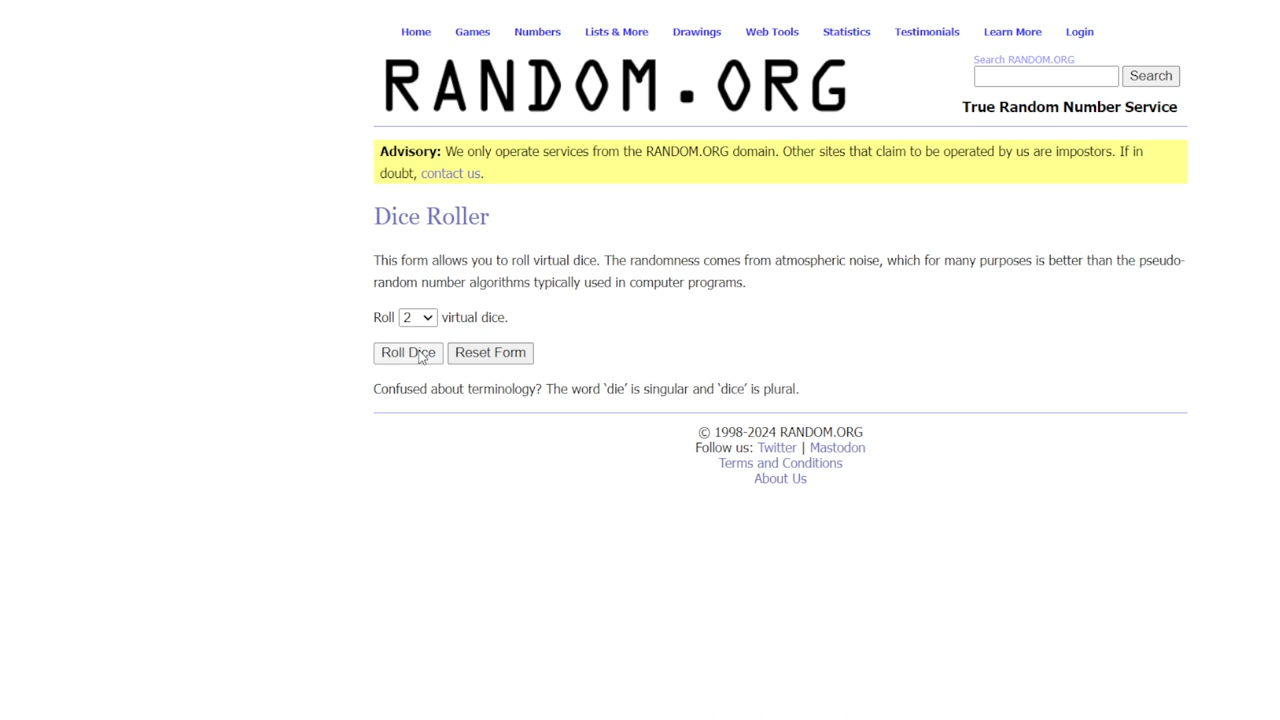 Home Games Numbers Lists & More Drawings Web Tools Statistics Testimonials Learn More Login
RANDOM.ORG
Search RANDOM.ORG
Search
True Random Number Service
Advisory: We only operate services from the RANDOM.ORG domain. Other sites that claim to be operated by us are impostors. If in
doubt, contact us.
Dice Roller
This form allows you to roll virtual dice. The randomness comes from atmospheric noise, which for many purposes is better than the pseudo-
random number algorithms typically used in computer programs.
Roll 2 virtual dice.
Roll Dice Reset Form
Confused about terminology? The word ‘die’ is singular and ‘dice’ is plural.
© 1998-2024 RANDOM.ORG
Follow us: Twitter | Mastodon
Terms and Conditions
About Us